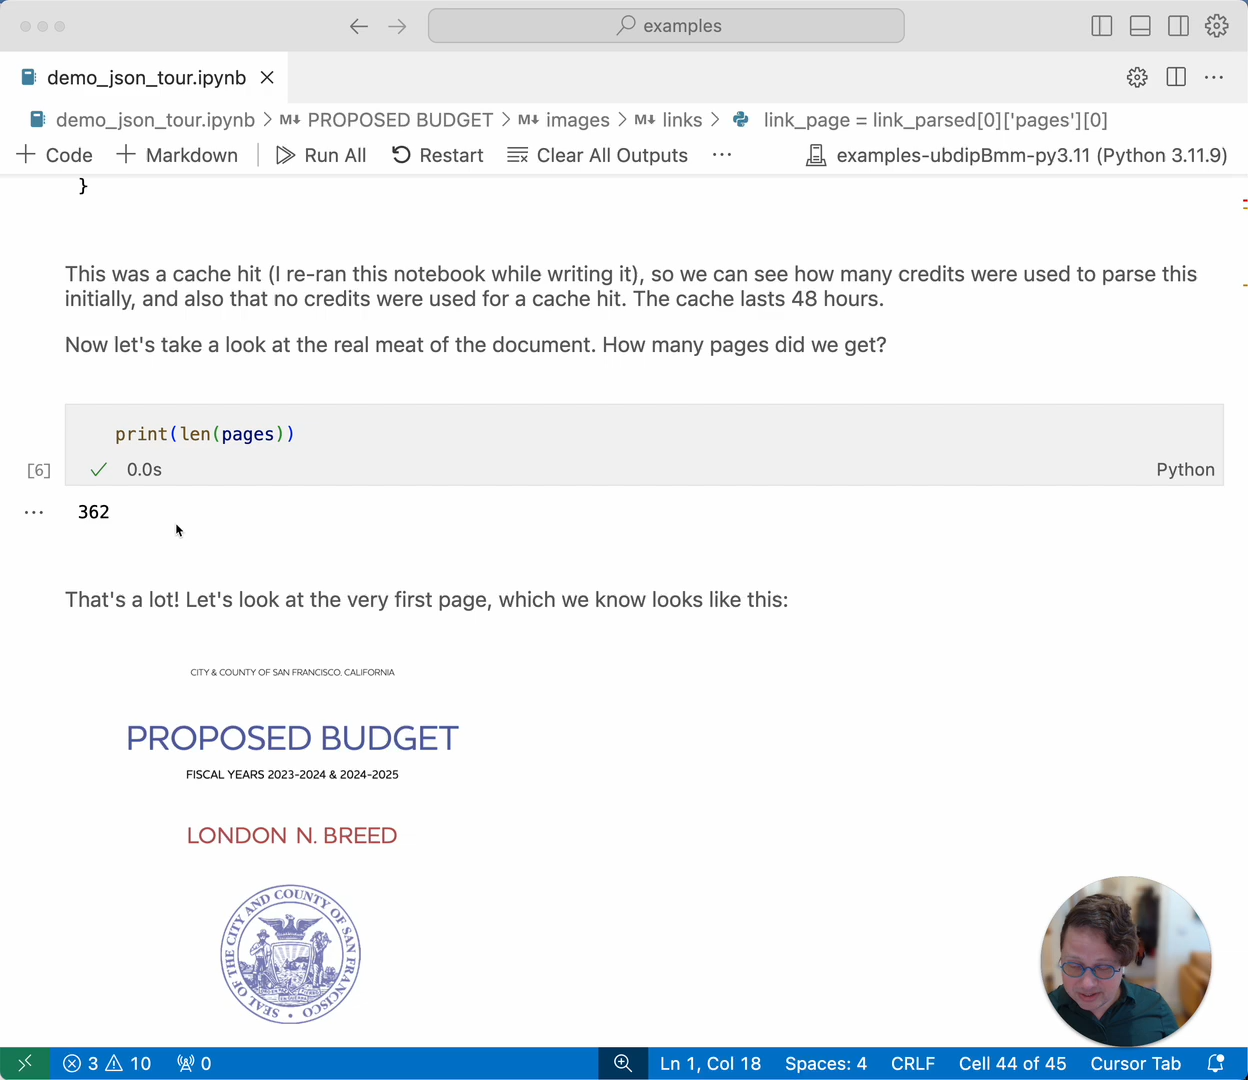 examples
demo_json_tour.ipynb
demo_json_tour.ipynb > M↓ PROPOSED BUDGET > M↓ images > M↓ links > link_page = link_parsed[0]['pages'][0]
+ Code + Markdown Run All Restart Clear All Outputs ··· examples-ubdipBmm-py3.11 (Python 3.11.9)
}
This was a cache hit (I re-ran this notebook while writing it), so we can see how many credits were used to parse this
initially, and also that no credits were used for a cache hit. The cache lasts 48 hours.
Now let's take a look at the real meat of the document. How many pages did we get?
print(len(pages))
[6] 0.0s Python
··· 362
That's a lot! Let's look at the very first page, which we know looks like this:
CITY & COUNTY OF SAN FRANCISCO, CALIFORNIA
PROPOSED BUDGET
FISCAL YEARS 2023-2024 & 2024-2025
LONDON N. BREED
SEAL OF THE CITY AND COUNTY OF SAN FRANCISCO
3 10 0 Ln 1, Col 18 Spaces: 4 CRLF Cell 44 of 45 Cursor Tab